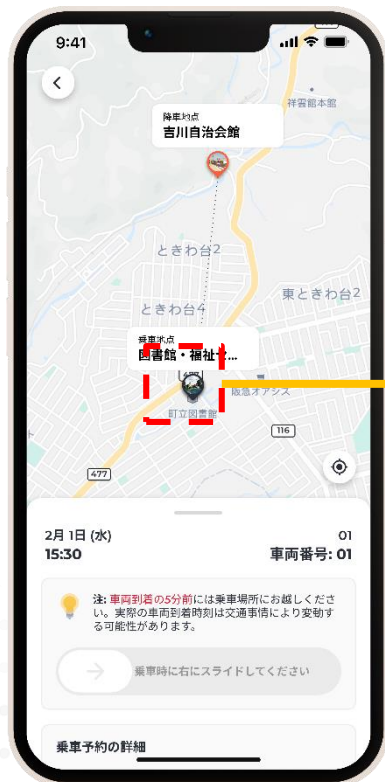 9:41
祥雲館本館
降車地点
吉川自治会館
ときわ台2
東ときわ台2
ときわ台4
乗車地点
図書館・福祉セ...
477
阪急オアシス
町立図書館
116
477
2月 1日 (水)
01
15:30
車両番号: 01
注: 車両到着の5分前には乗車場所にお越しくださ
い。実際の車両到着時刻は交通事情により変動す
る可能性があります。
乗車時に右にスライドしてください
乗車予約の詳細